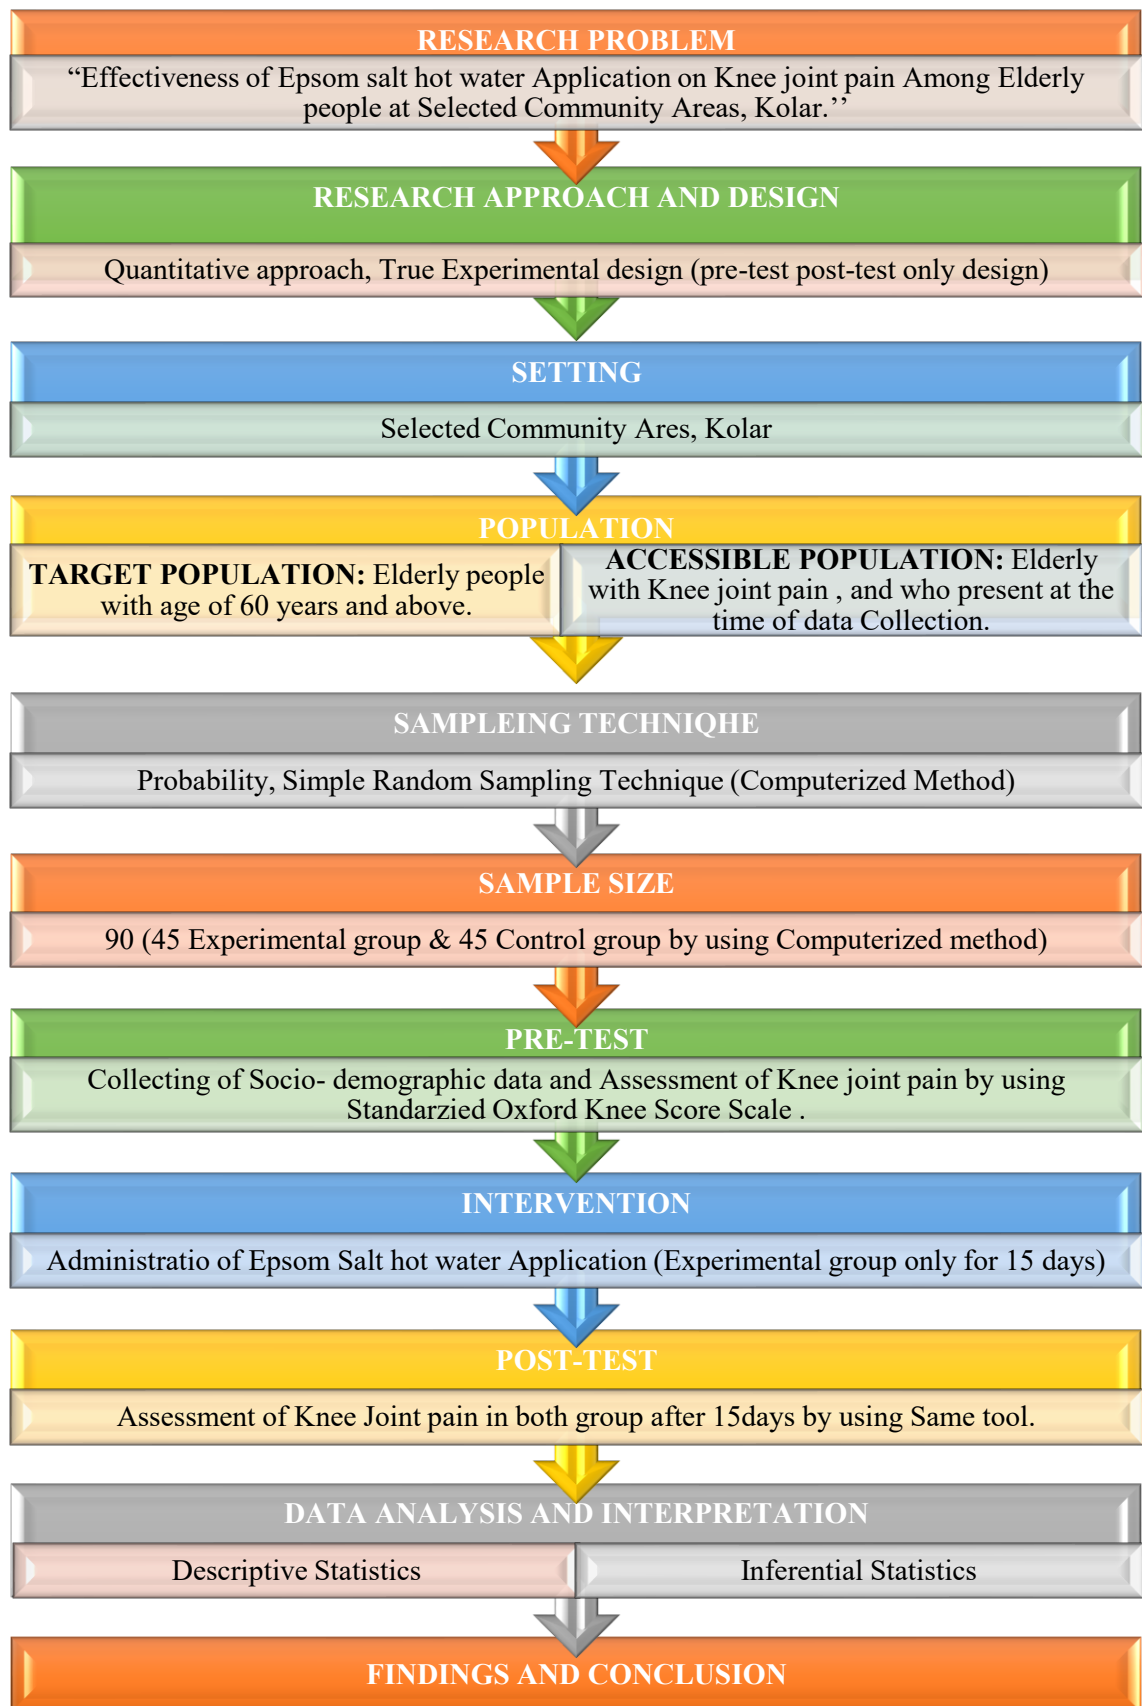 RESEARCH PROBLEM
“Effectiveness of Epsom salt hot water Application on Knee joint pain Among Elderly
people at Selected Community Areas, Kolar.’’
RESEARCH APPROACH AND DESIGN
Quantitative approach, True Experimental design (pre-test post-test only design)
SETTING
Selected Community Ares, Kolar
POPULATION
TARGET POPULATION: Elderly people
with age of 60 years and above.
ACCESSIBLE POPULATION: Elderly
with Knee joint pain , and who present at the
time of data Collection.
SAMPLEING TECHNIQHE
Probability, Simple Random Sampling Technique (Computerized Method)
SAMPLE SIZE
90 (45 Experimental group & 45 Control group by using Computerized method)
PRE-TEST
Collecting of Socio- demographic data and Assessment of Knee joint pain by using
Standarzied Oxford Knee Score Scale .
INTERVENTION
Administratio of Epsom Salt hot water Application (Experimental group only for 15 days)
POST-TEST
Assessment of Knee Joint pain in both group after 15days by using Same tool.
DATA ANALYSIS AND INTERPRETATION
Descriptive Statistics
Inferential Statistics
FINDINGS AND CONCLUSION